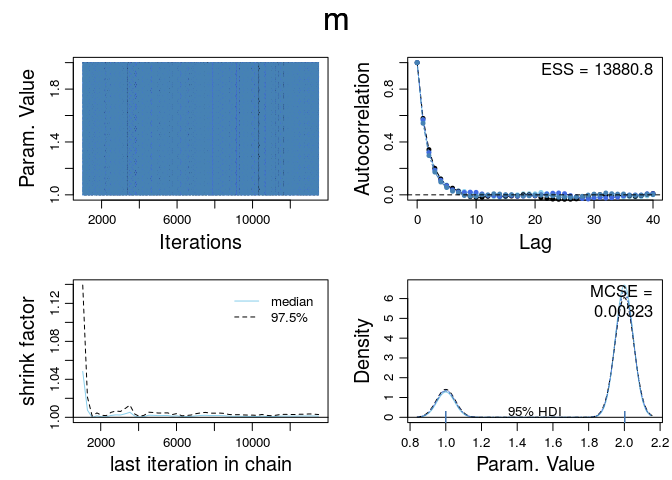 m
Param. Value
1.0 1.4 1.8
2000 6000 10000
Iterations
Autocorrelation
0.0 0.4 0.8
ESS = 13880.8
0 10 20 30 40
Lag
shrink factor
1.00 1.04 1.08 1.12
median
97.5%
2000 6000 10000
last iteration in chain
Density
0 1 2 3 4 5 6
MCSE =
0.00323
95% HDI
0.8 1.0 1.2 1.4 1.6 1.8 2.0 2.2
Param. Value